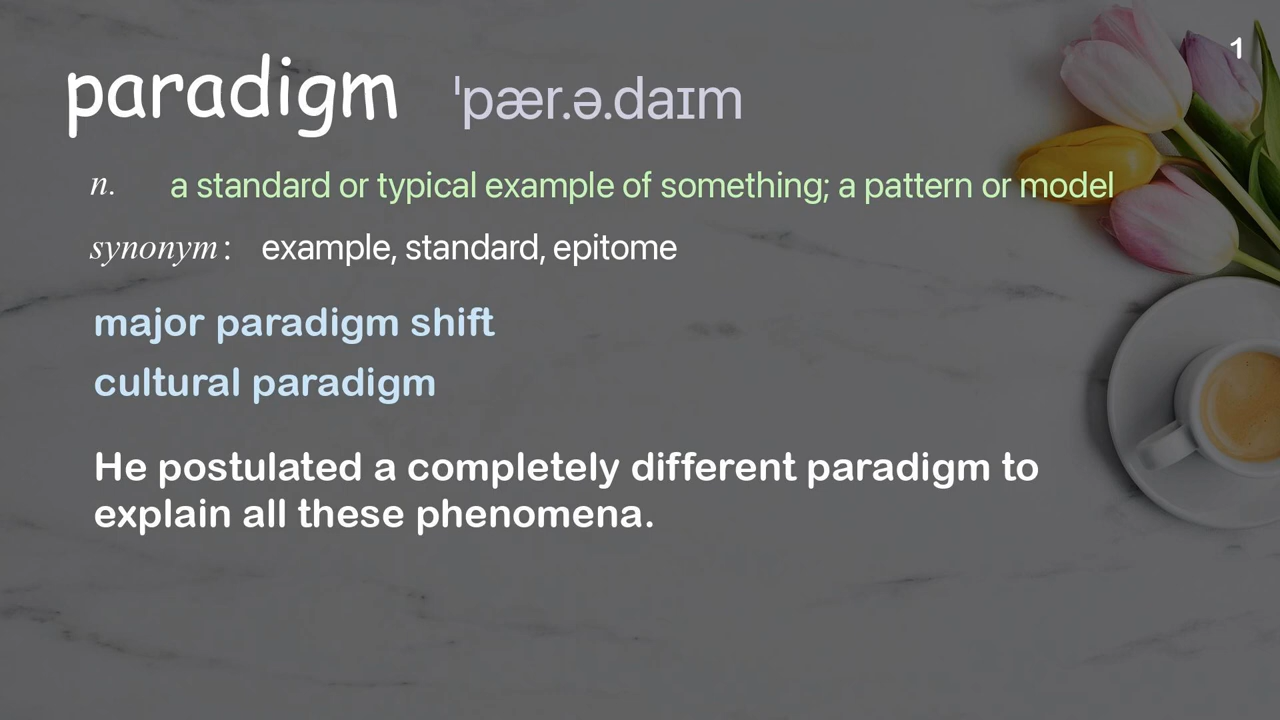 1
paradigm ˈpær.ə.daɪm
n. a standard or typical example of something; a pattern or model
synonym: example, standard, epitome
major paradigm shift
cultural paradigm
He postulated a completely different paradigm to
explain all these phenomena.